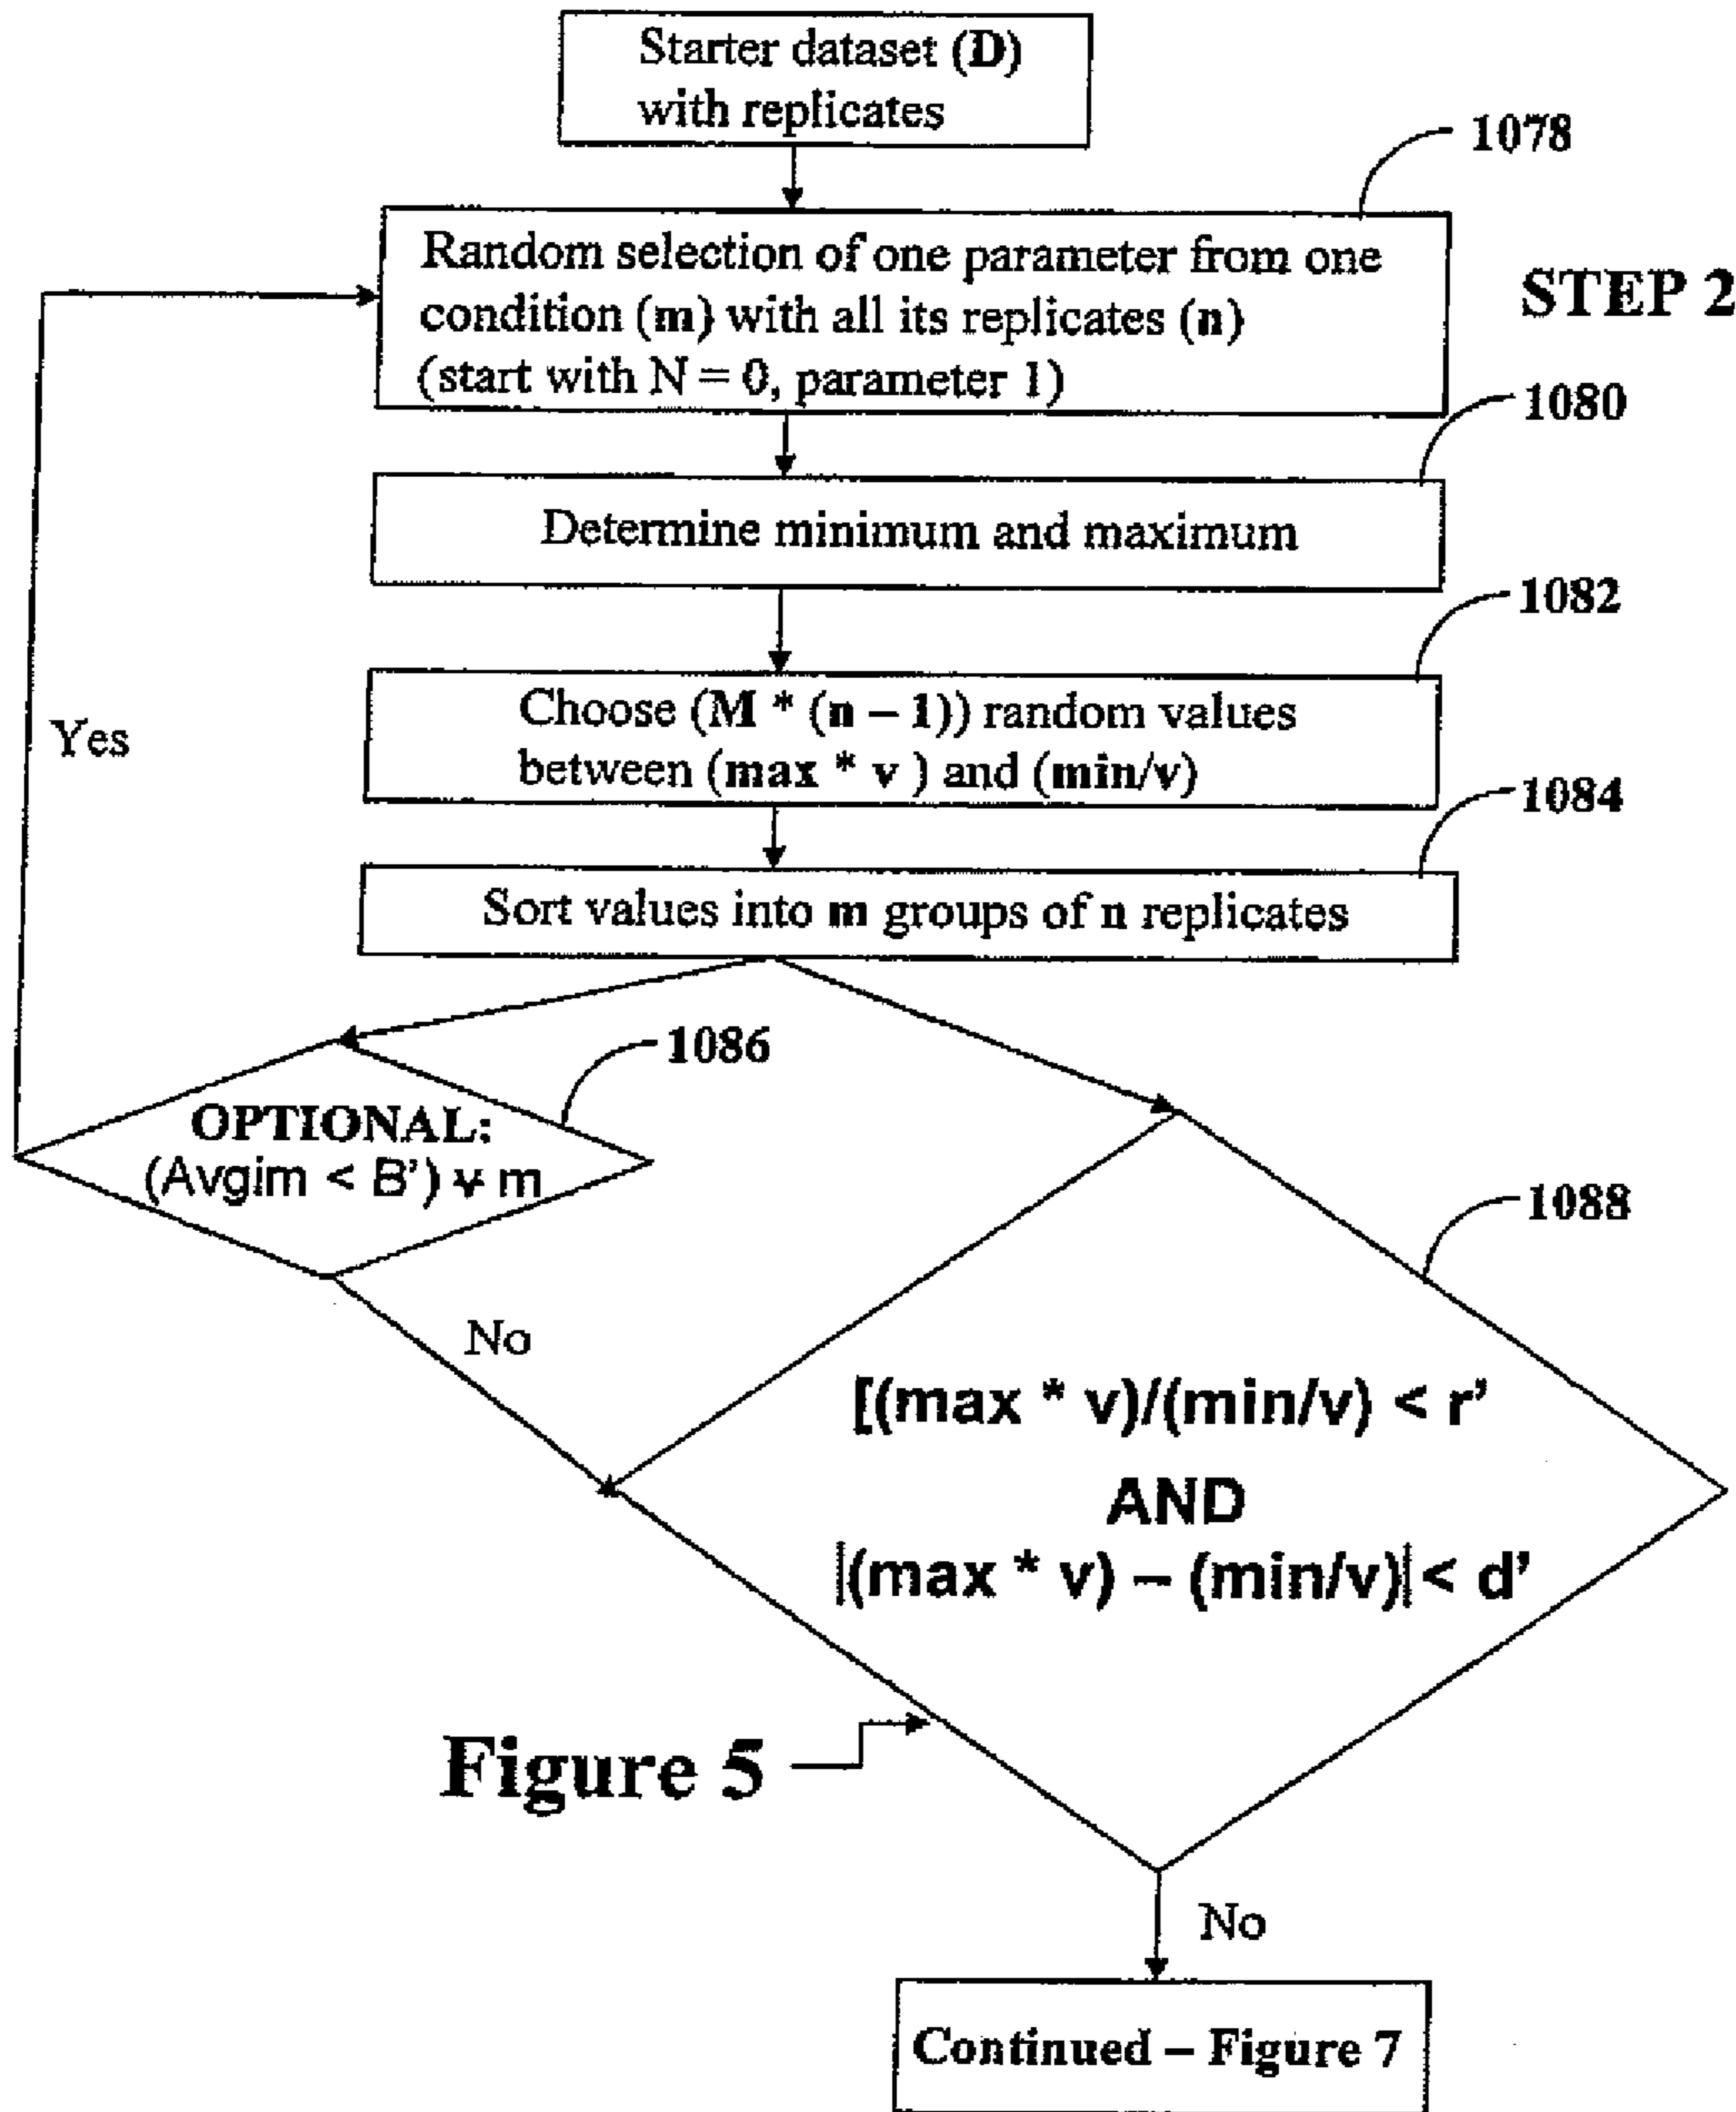 Starter dataset (D)
with replicates
1078
Random selection of one parameter from one
condition (m) with all its replicates (n)
(start with N = 0, parameter 1)
STEP 2
1080
Determine minimum and maximum
1082
Choose (M * (n – 1)) random values
between (max * v ) and (min/v)
Yes
1084
Sort values into m groups of n replicates
1086
OPTIONAL:
(Avgim < B’) ∀ m
1088
No
[(max * v)/(min/v) < r’
AND
|(max * v) – (min/v)| < d’
Figure 5
No
Continued – Figure 7